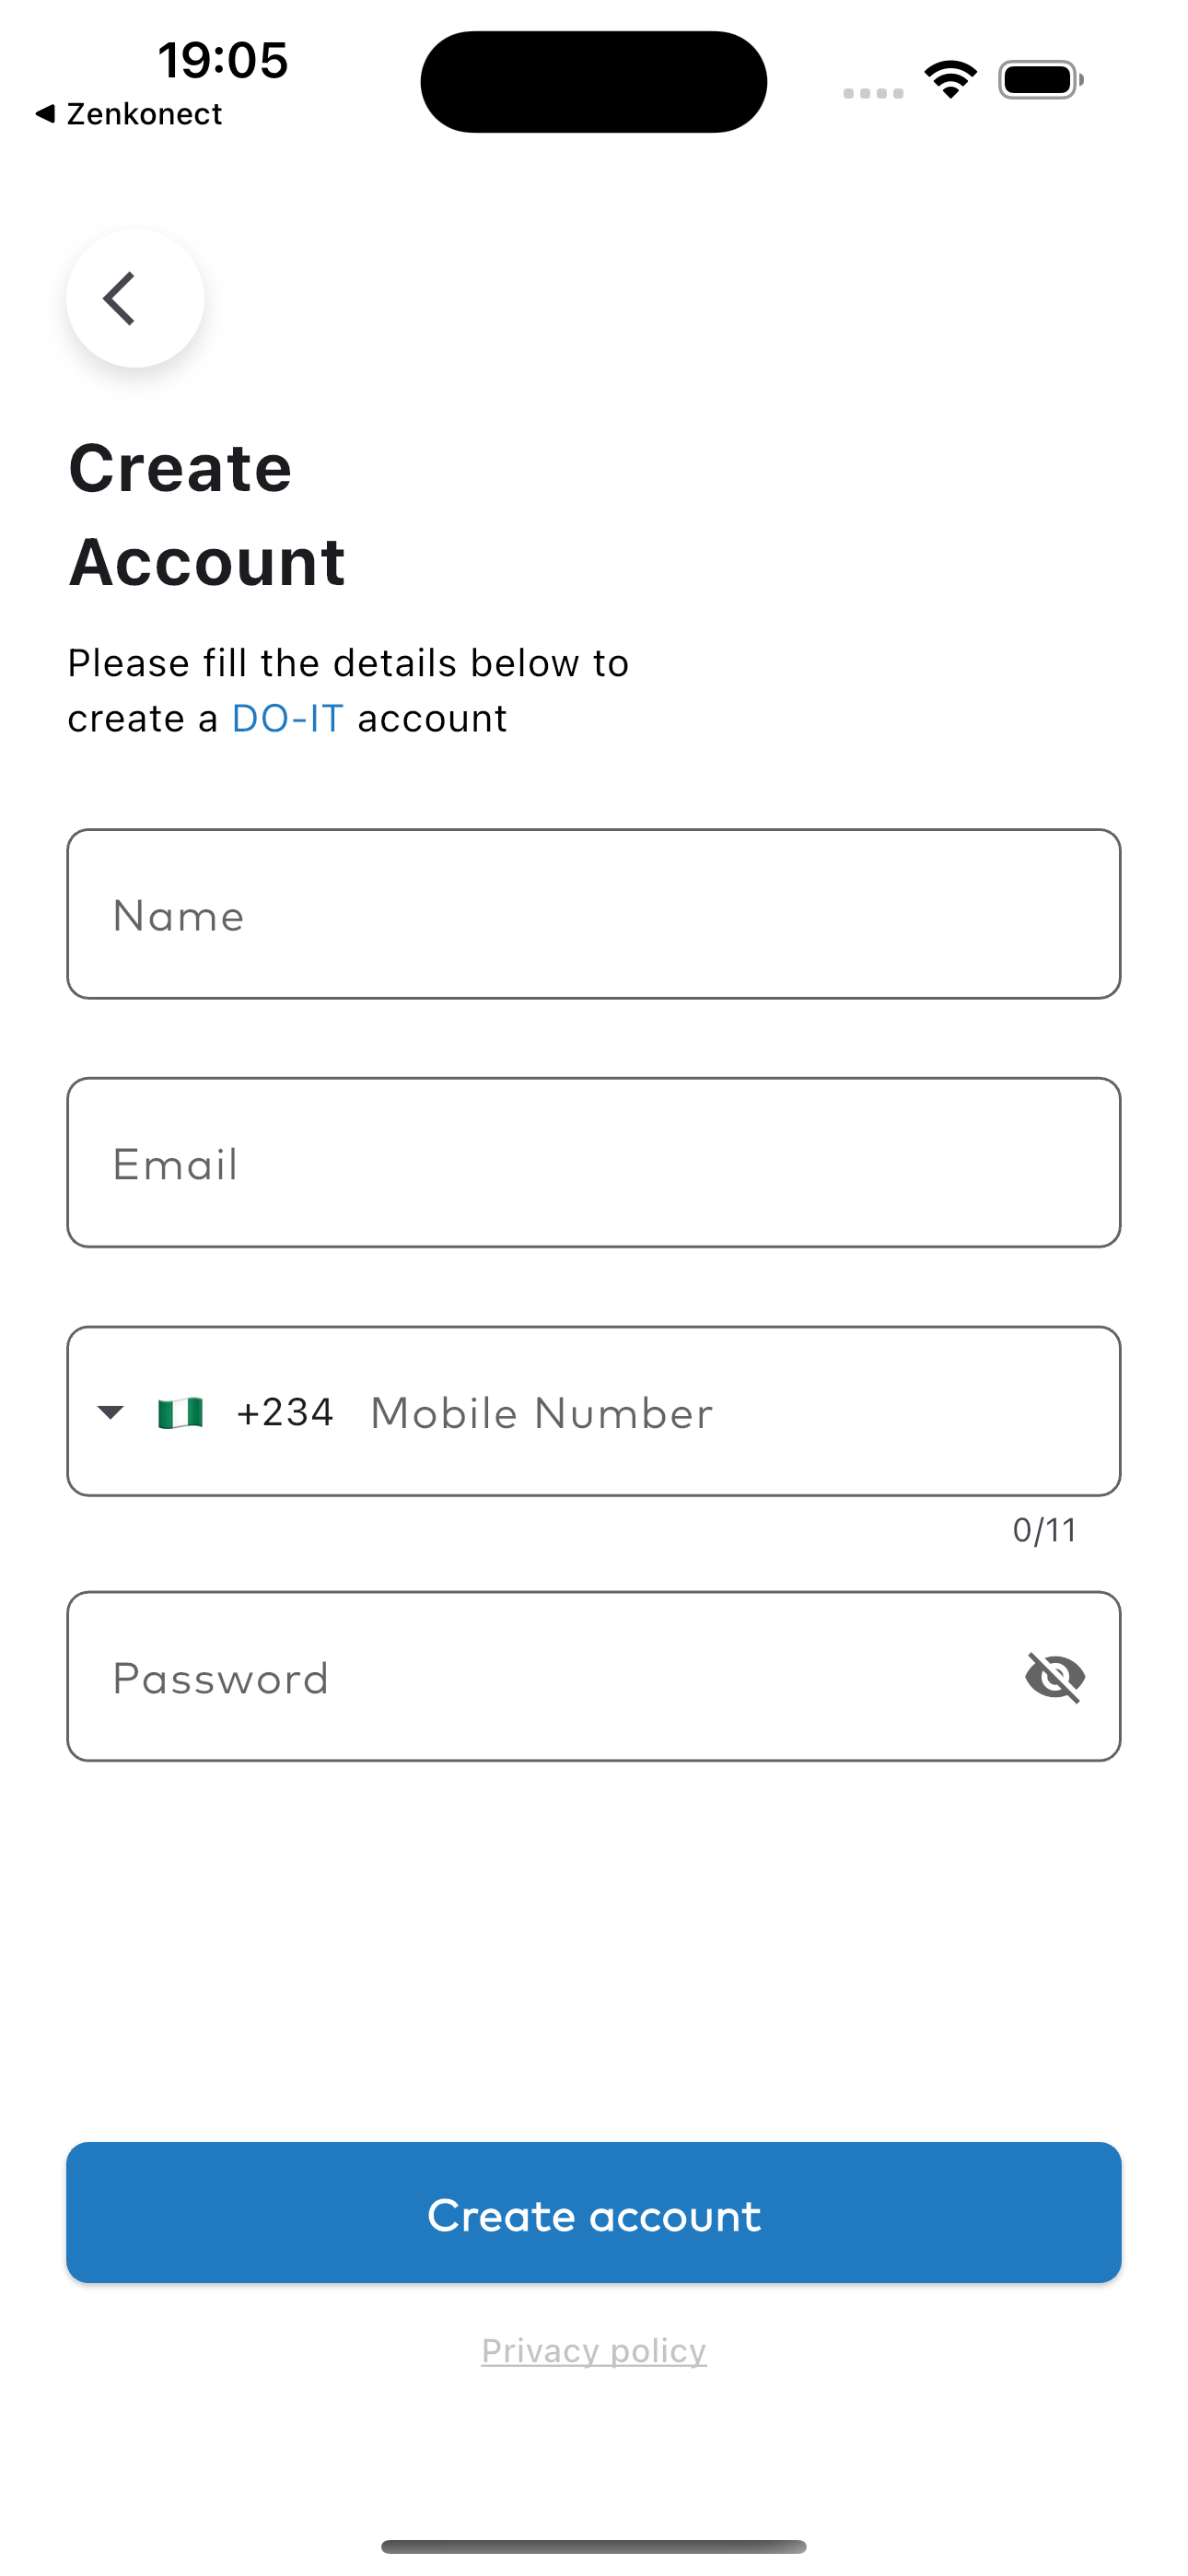 19:05
Zenkonect
Create
Account
Please fill the details below to
create a DO-IT account
Name
Email
+234 Mobile Number
0/11
Password
Create account
Privacy policy